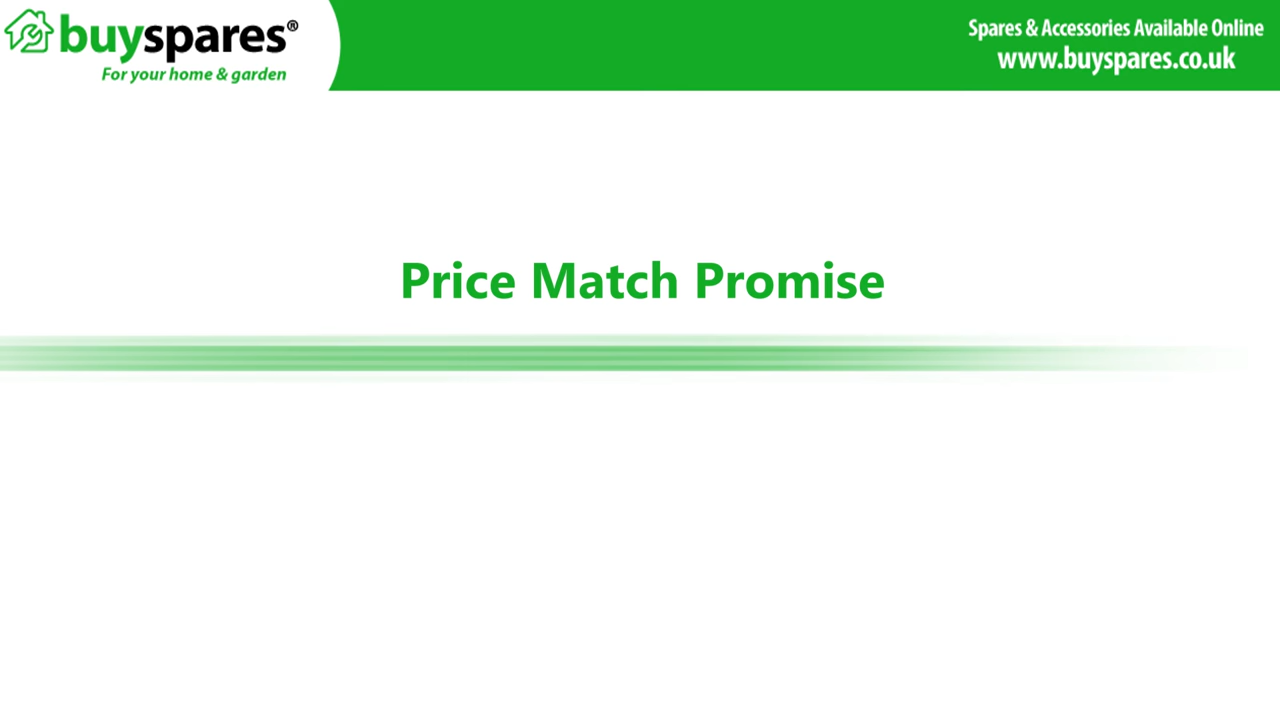 buyspares®
For your home & garden
Spares & Accessories Available Online
www.buyspares.co.uk
Price Match Promise